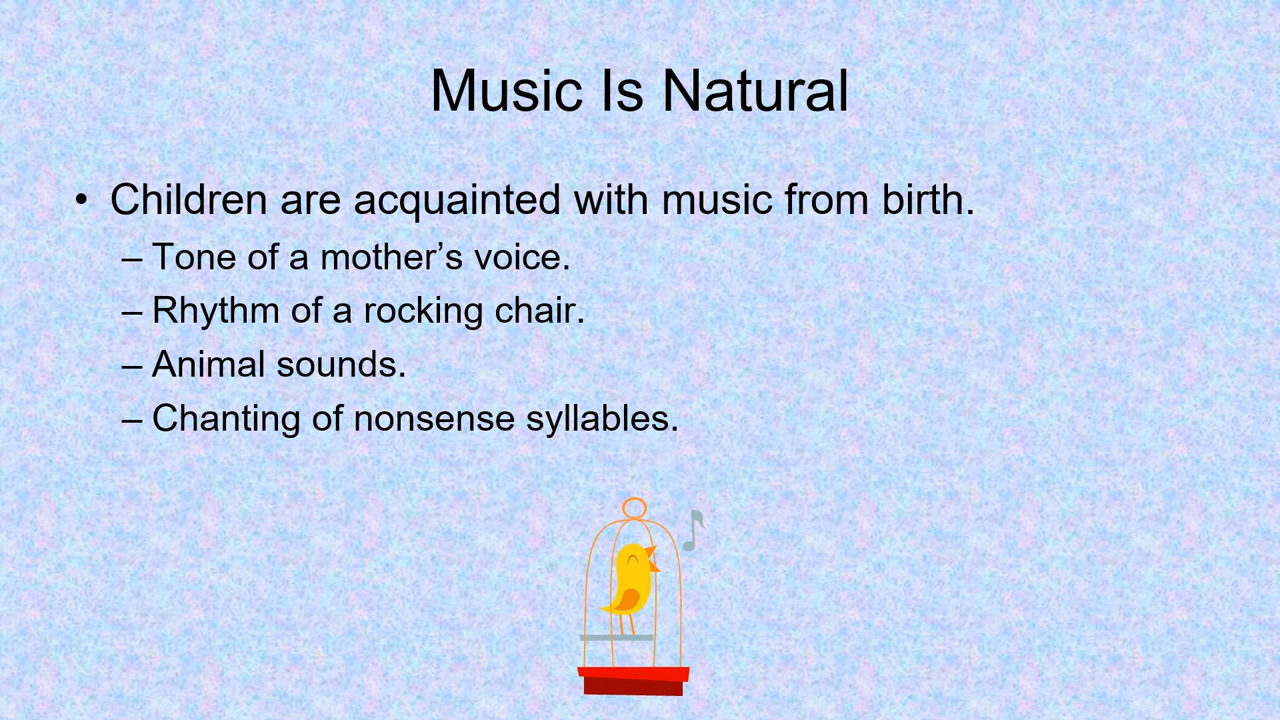 Music Is Natural
• Children are acquainted with music from birth.
– Tone of a mother’s voice.
– Rhythm of a rocking chair.
– Animal sounds.
– Chanting of nonsense syllables.